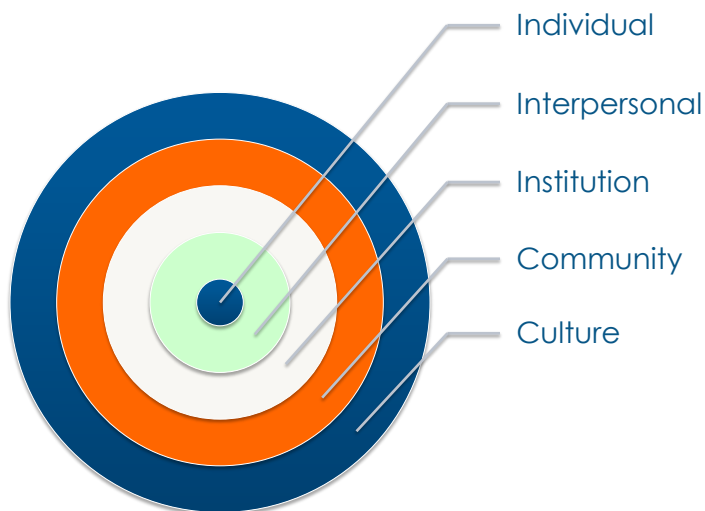 Individual
Interpersonal
Institution
Community
Culture